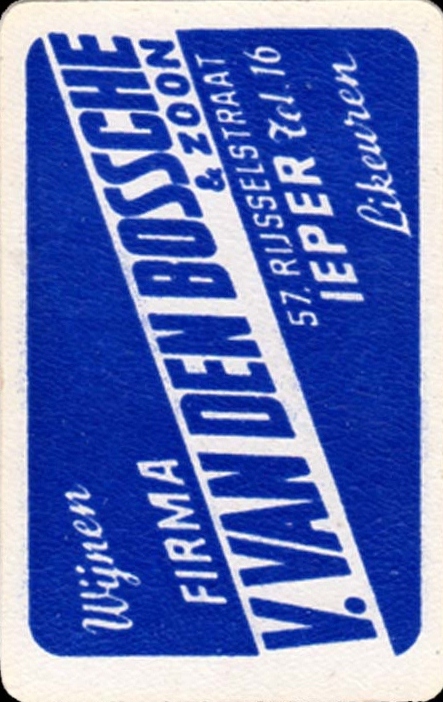 Wijnen
FIRMA
V. VAN DEN BOSSCHE
& ZOON
57. RIJSSELSTRAAT
IEPER Tel. 16
Likeuren